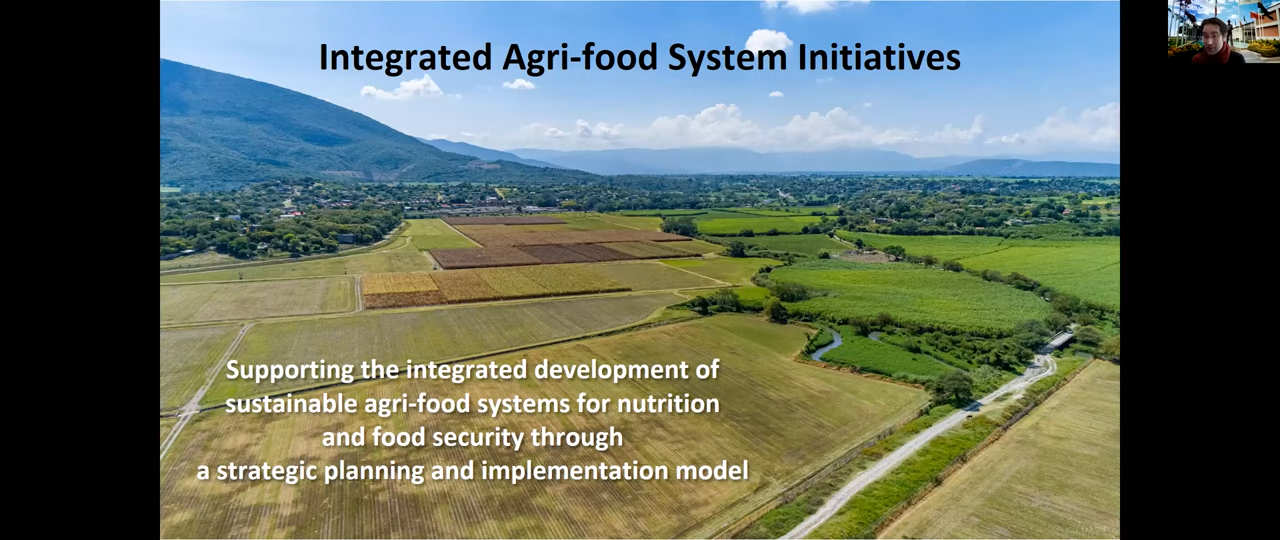 Integrated Agri-food System Initiatives
Supporting the integrated development of
sustainable agri-food systems for nutrition
and food security through
a strategic planning and implementation model